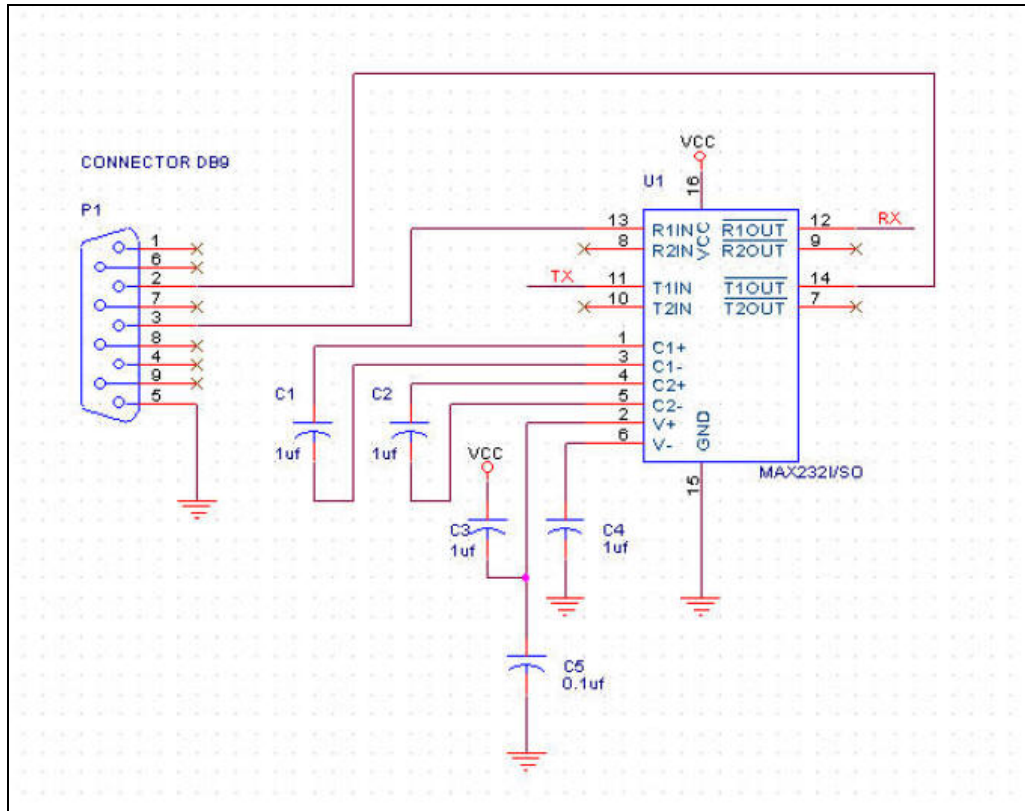 CONNECTOR DB9
P1
1
6
2
7
3
8
4
9
5
VCC
U1
16
13 R1IN R1OUT 12 RX
8 R2IN VCC R2OUT 9
TX 11 T1IN T1OUT 14
10 T2IN T2OUT 7
1 C1+
3 C1-
4 C2+
5 C2-
2 V+
6 V- GND
15
MAX232I/SO
C1
1uf
C2
1uf
VCC
C3
1uf
C4
1uf
C5
0.1uf